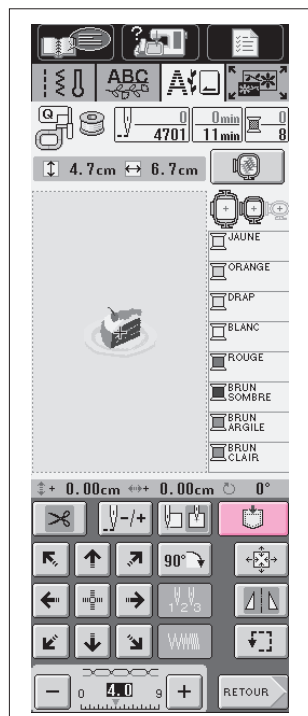 ?
ABC
A
Q
0
4701
0min
11min
0
8
4.7cm 6.7cm
JAUNE
ORANGE
DRAP
BLANC
ROUGE
BRUN
SOMBRE
BRUN
ARGILE
BRUN
CLAIR
+ 0.00cm + 0.00cm 0°
-/+
90°
1 2 3
- 0 4.0 9 +
RETOUR